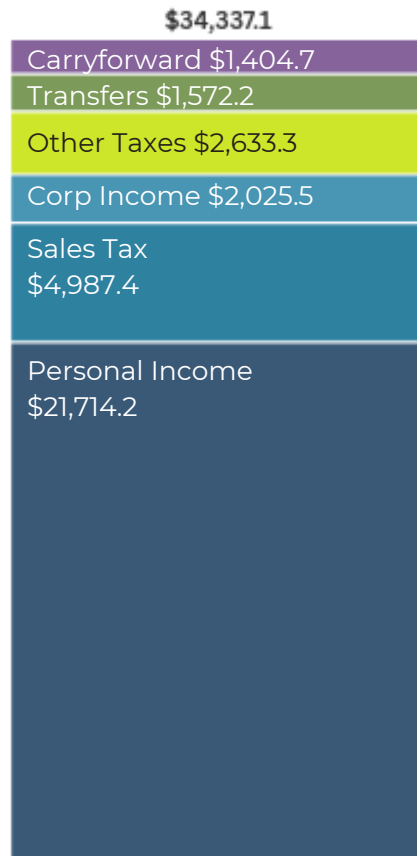 $34,337.1
Carryforward $1,404.7
Transfers $1,572.2
Other Taxes $2,633.3
Corp Income $2,025.5
Sales Tax
$4,987.4
Personal Income
$21,714.2